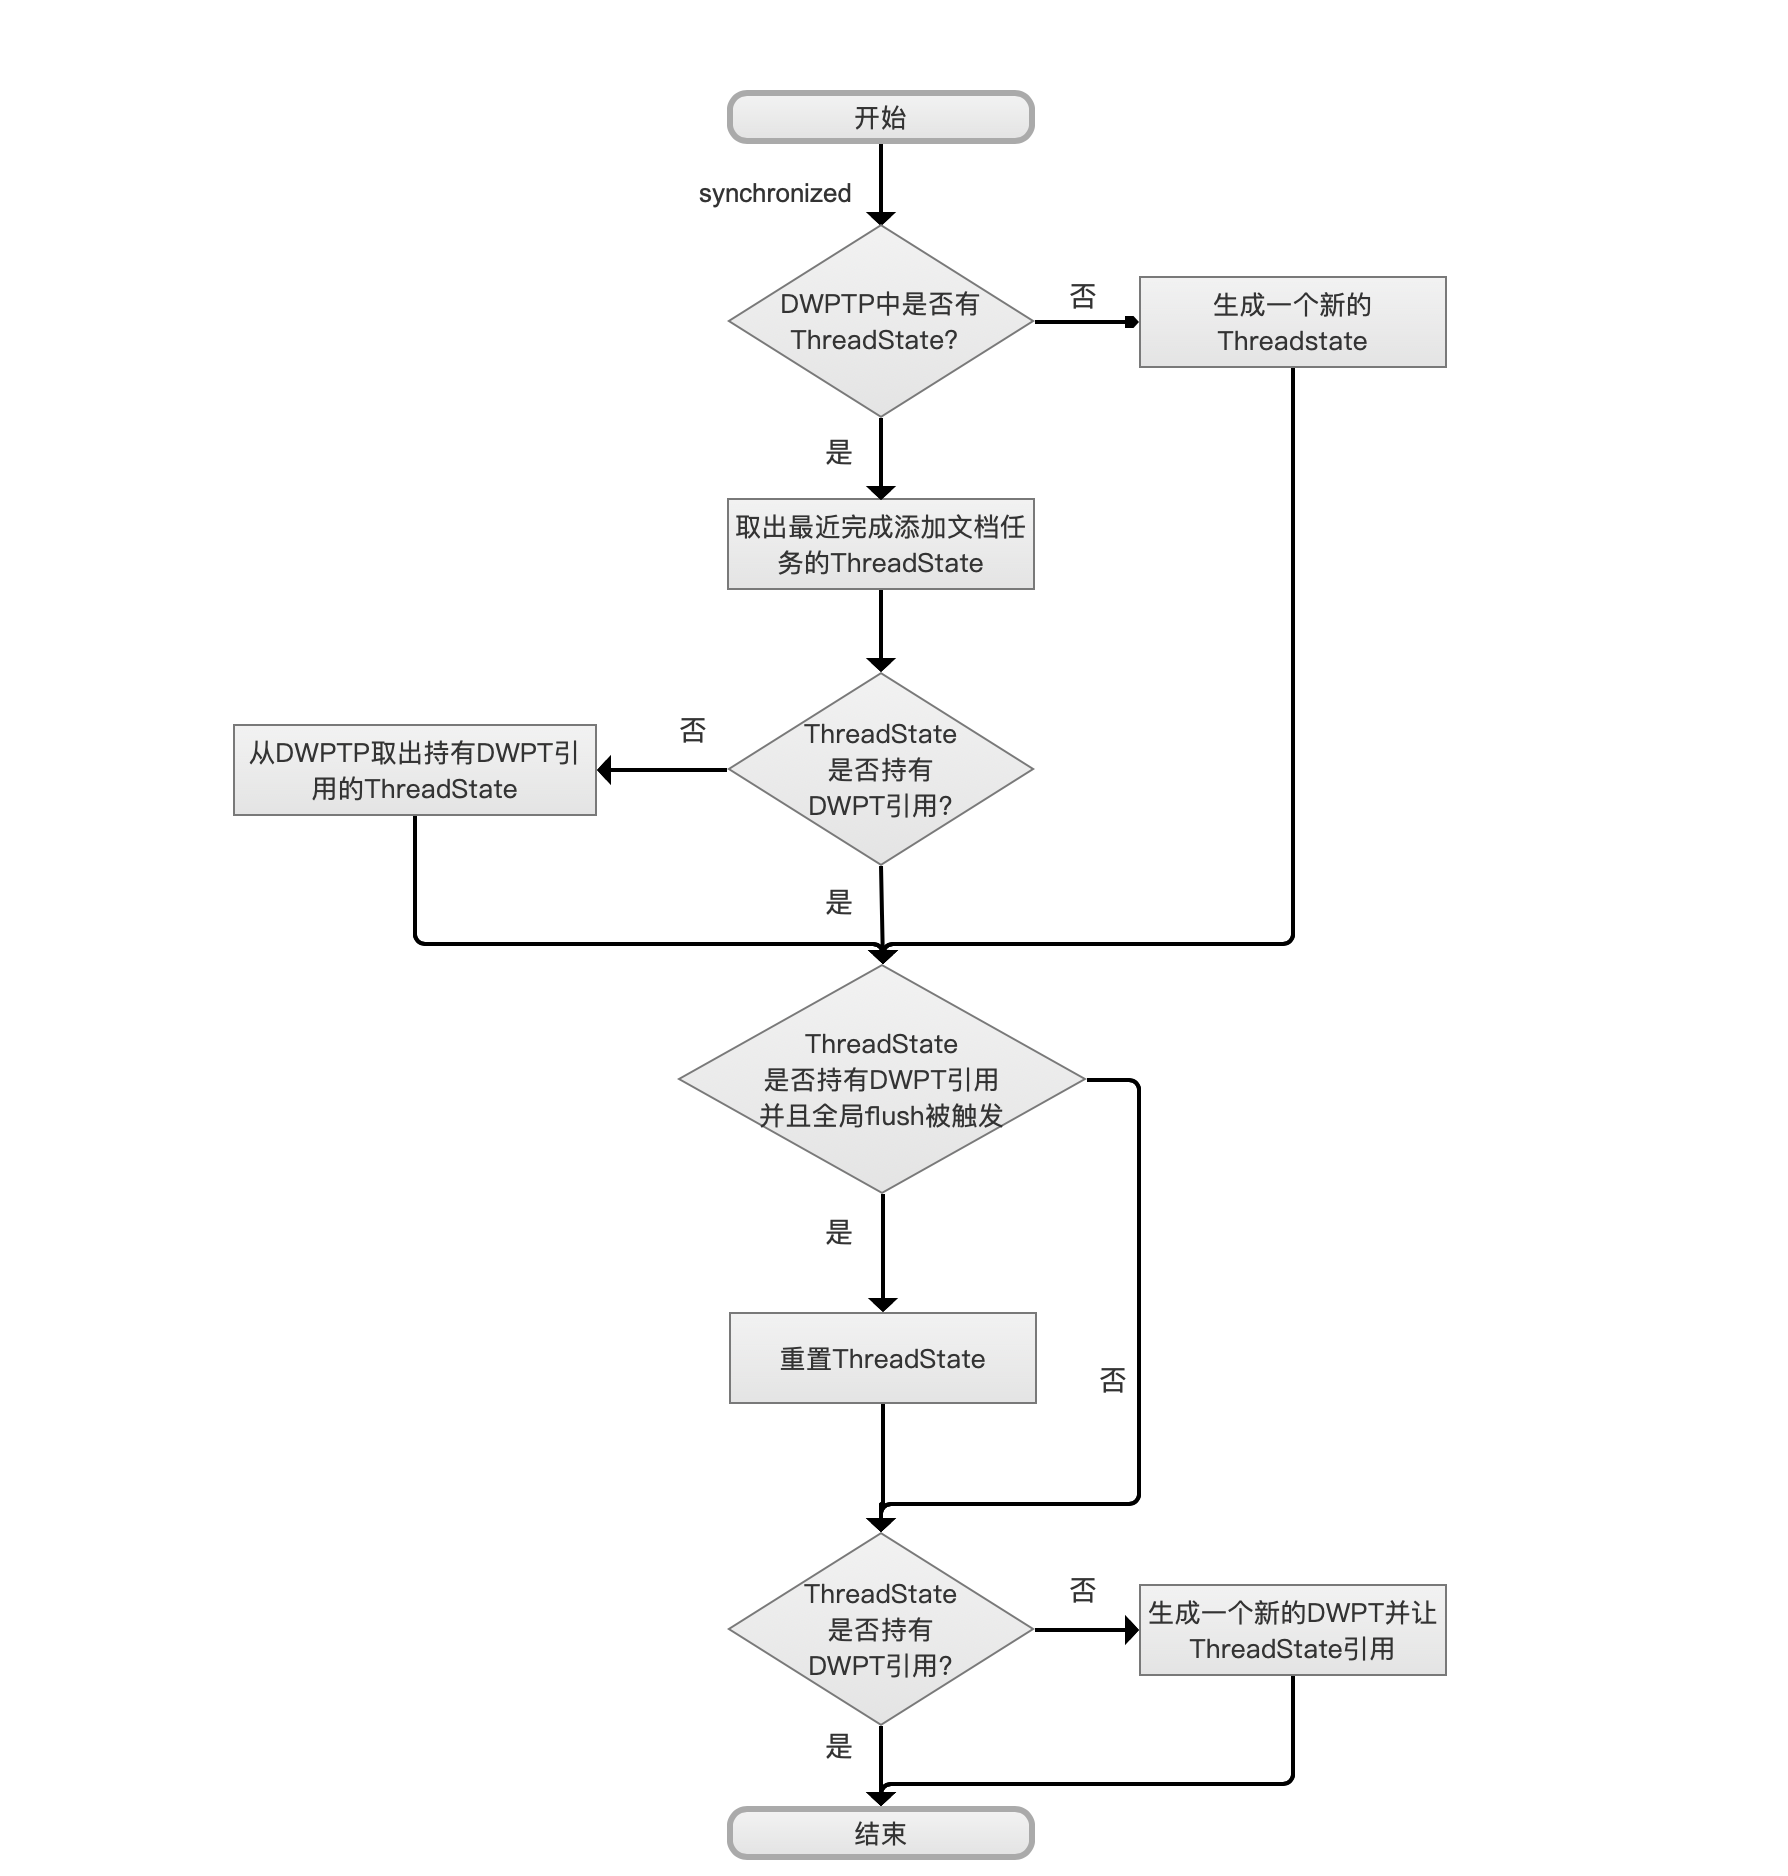 开始
synchronized
DWPTP中是否有
ThreadState?
否
生成一个新的
Threadstate
是
取出最近完成添加文档任
务的ThreadState
ThreadState
是否持有
DWPT引用?
否
从DWPTP取出持有DWPT引
用的ThreadState
是
ThreadState
是否持有DWPT引用
并且全局flush被触发
是
重置ThreadState
否
ThreadState
是否持有
DWPT引用?
否
生成一个新的DWPT并让
ThreadState引用
是
结束